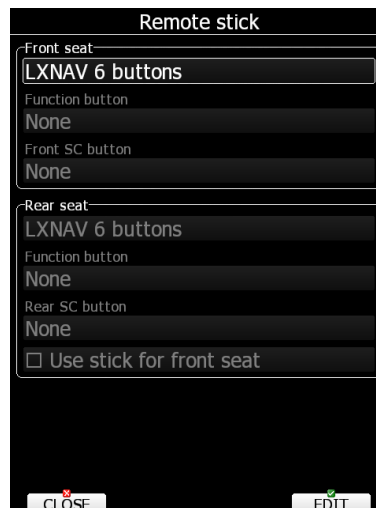 Remote stick
Front seat
LXNAV 6 buttons
Function button
None
Front SC button
None
Rear seat
LXNAV 6 buttons
Function button
None
Rear SC button
None
Use stick for front seat
CLOSE
EDIT